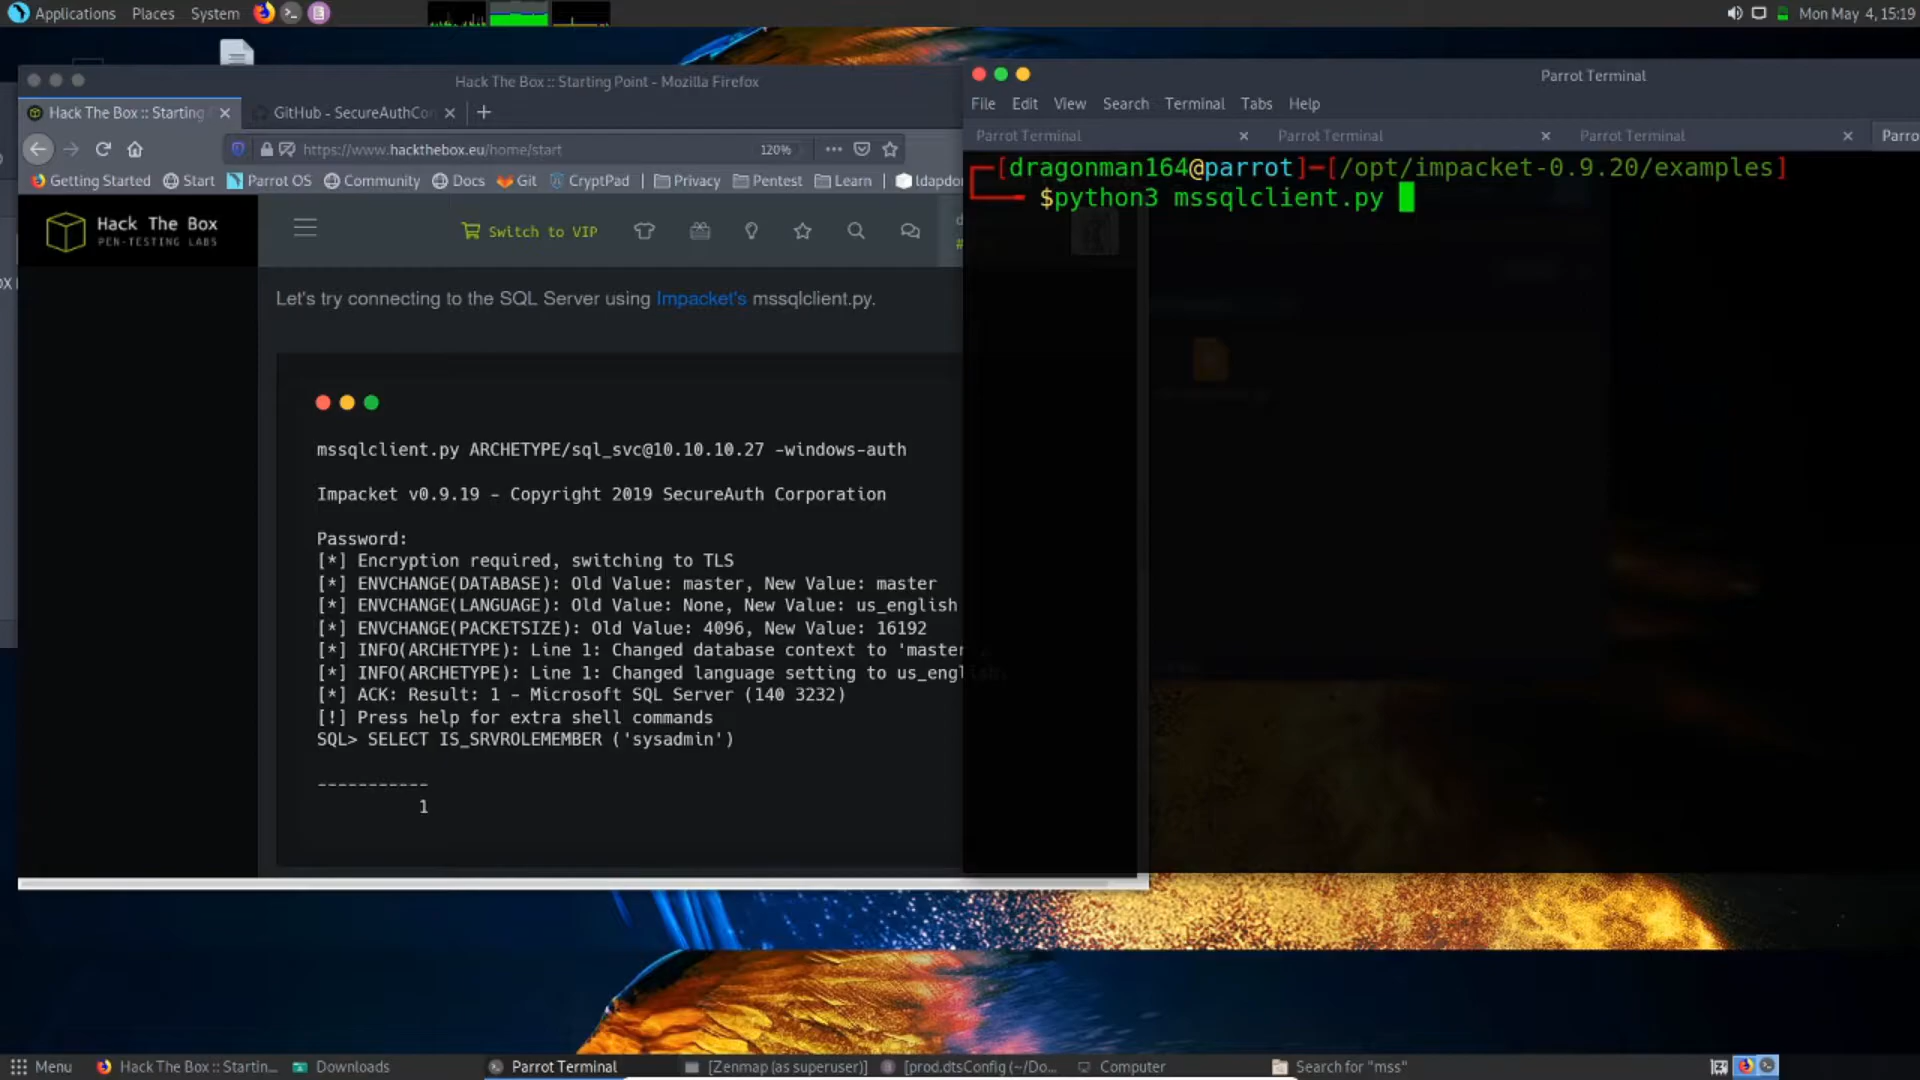 Applications Places System
Mon May 4, 15:19
Hack The Box :: Starting Point - Mozilla Firefox
Hack The Box :: Starting
GitHub - SecureAuthCor
https://www.hackthebox.eu/home/start
120%
Getting Started Start Parrot OS Community Docs Git CryptPad Privacy Pentest Learn ldapdon
Hack The Box
PEN-TESTING LABS
Switch to VIP
Let's try connecting to the SQL Server using Impacket's mssqlclient.py.
mssqlclient.py ARCHETYPE/sql_svc@10.10.10.27 -windows-auth
Impacket v0.9.19 - Copyright 2019 SecureAuth Corporation
Password:
[*] Encryption required, switching to TLS
[*] ENVCHANGE(DATABASE): Old Value: master, New Value: master
[*] ENVCHANGE(LANGUAGE): Old Value: None, New Value: us_english
[*] ENVCHANGE(PACKETSIZE): Old Value: 4096, New Value: 16192
[*] INFO(ARCHETYPE): Line 1: Changed database context to 'master
[*] INFO(ARCHETYPE): Line 1: Changed language setting to us_engl
[*] ACK: Result: 1 - Microsoft SQL Server (140 3232)
[!] Press help for extra shell commands
SQL> SELECT IS_SRVROLEMEMBER ('sysadmin')
-----------
1
Parrot Terminal
File Edit View Search Terminal Tabs Help
Parrot Terminal Parrot Terminal Parrot Terminal Parro
[dragonman164@parrot]-[/opt/impacket-0.9.20/examples]
$python3 mssqlclient.py
Menu Hack The Box :: Startin... Downloads Parrot Terminal [Zenmap (as superuser)] [prod.dtsConfig (~/Do... Computer Search for "mss"